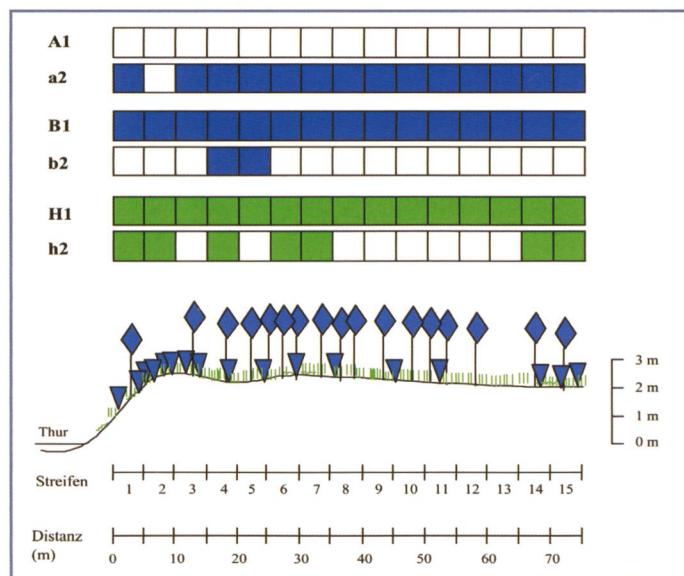 A1
a2
B1
b2
H1
h2
3 m
2 m
1 m
0 m
Thur
Streifen 1 2 3 4 5 6 7 8 9 10 11 12 13 14 15
Distanz
(m) 0 10 20 30 40 50 60 70